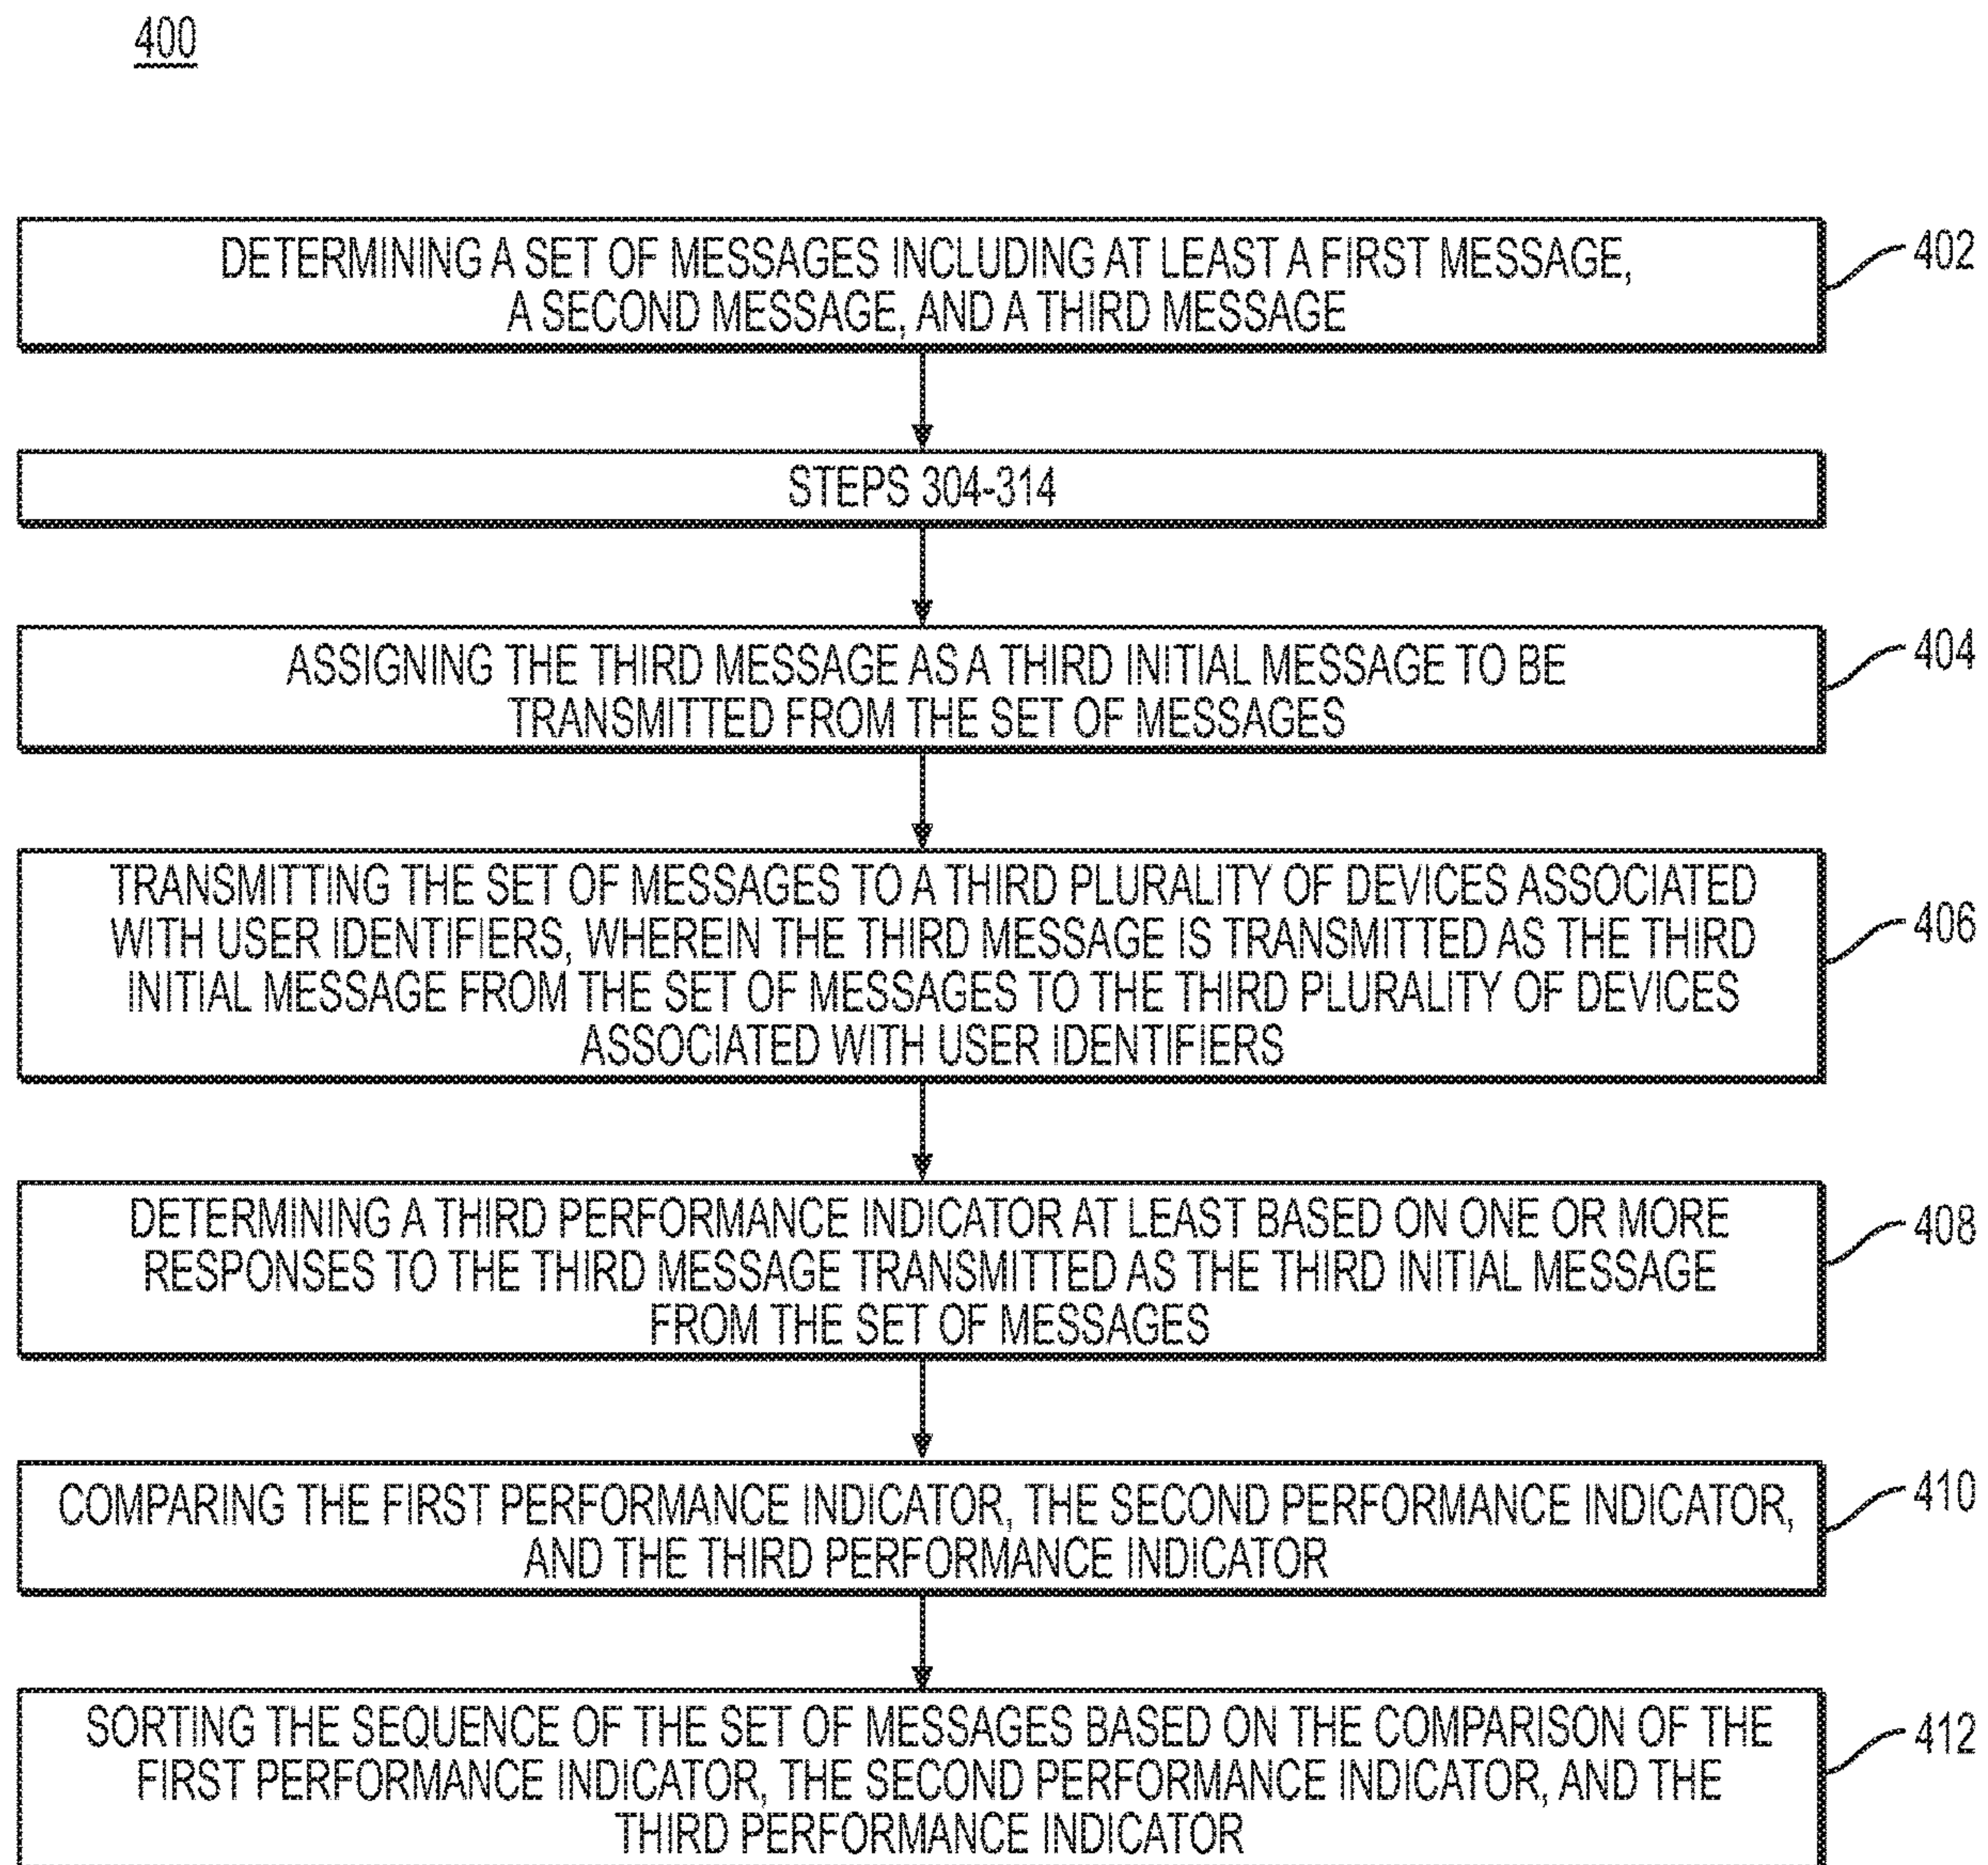 400
DETERMINING A SET OF MESSAGES INCLUDING AT LEAST A FIRST MESSAGE,
A SECOND MESSAGE, AND A THIRD MESSAGE
402
STEPS 304-314
ASSIGNING THE THIRD MESSAGE AS A THIRD INITIAL MESSAGE TO BE
TRANSMITTED FROM THE SET OF MESSAGES
404
TRANSMITTING THE SET OF MESSAGES TO A THIRD PLURALITY OF DEVICES ASSOCIATED
WITH USER IDENTIFIERS, WHEREIN THE THIRD MESSAGE IS TRANSMITTED AS THE THIRD
INITIAL MESSAGE FROM THE SET OF MESSAGES TO THE THIRD PLURALITY OF DEVICES
ASSOCIATED WITH USER IDENTIFIERS
406
DETERMINING A THIRD PERFORMANCE INDICATOR AT LEAST BASED ON ONE OR MORE
RESPONSES TO THE THIRD MESSAGE TRANSMITTED AS THE THIRD INITIAL MESSAGE
FROM THE SET OF MESSAGES
408
COMPARING THE FIRST PERFORMANCE INDICATOR, THE SECOND PERFORMANCE INDICATOR,
AND THE THIRD PERFORMANCE INDICATOR
410
SORTING THE SEQUENCE OF THE SET OF MESSAGES BASED ON THE COMPARISON OF THE
FIRST PERFORMANCE INDICATOR, THE SECOND PERFORMANCE INDICATOR, AND THE
THIRD PERFORMANCE INDICATOR
412